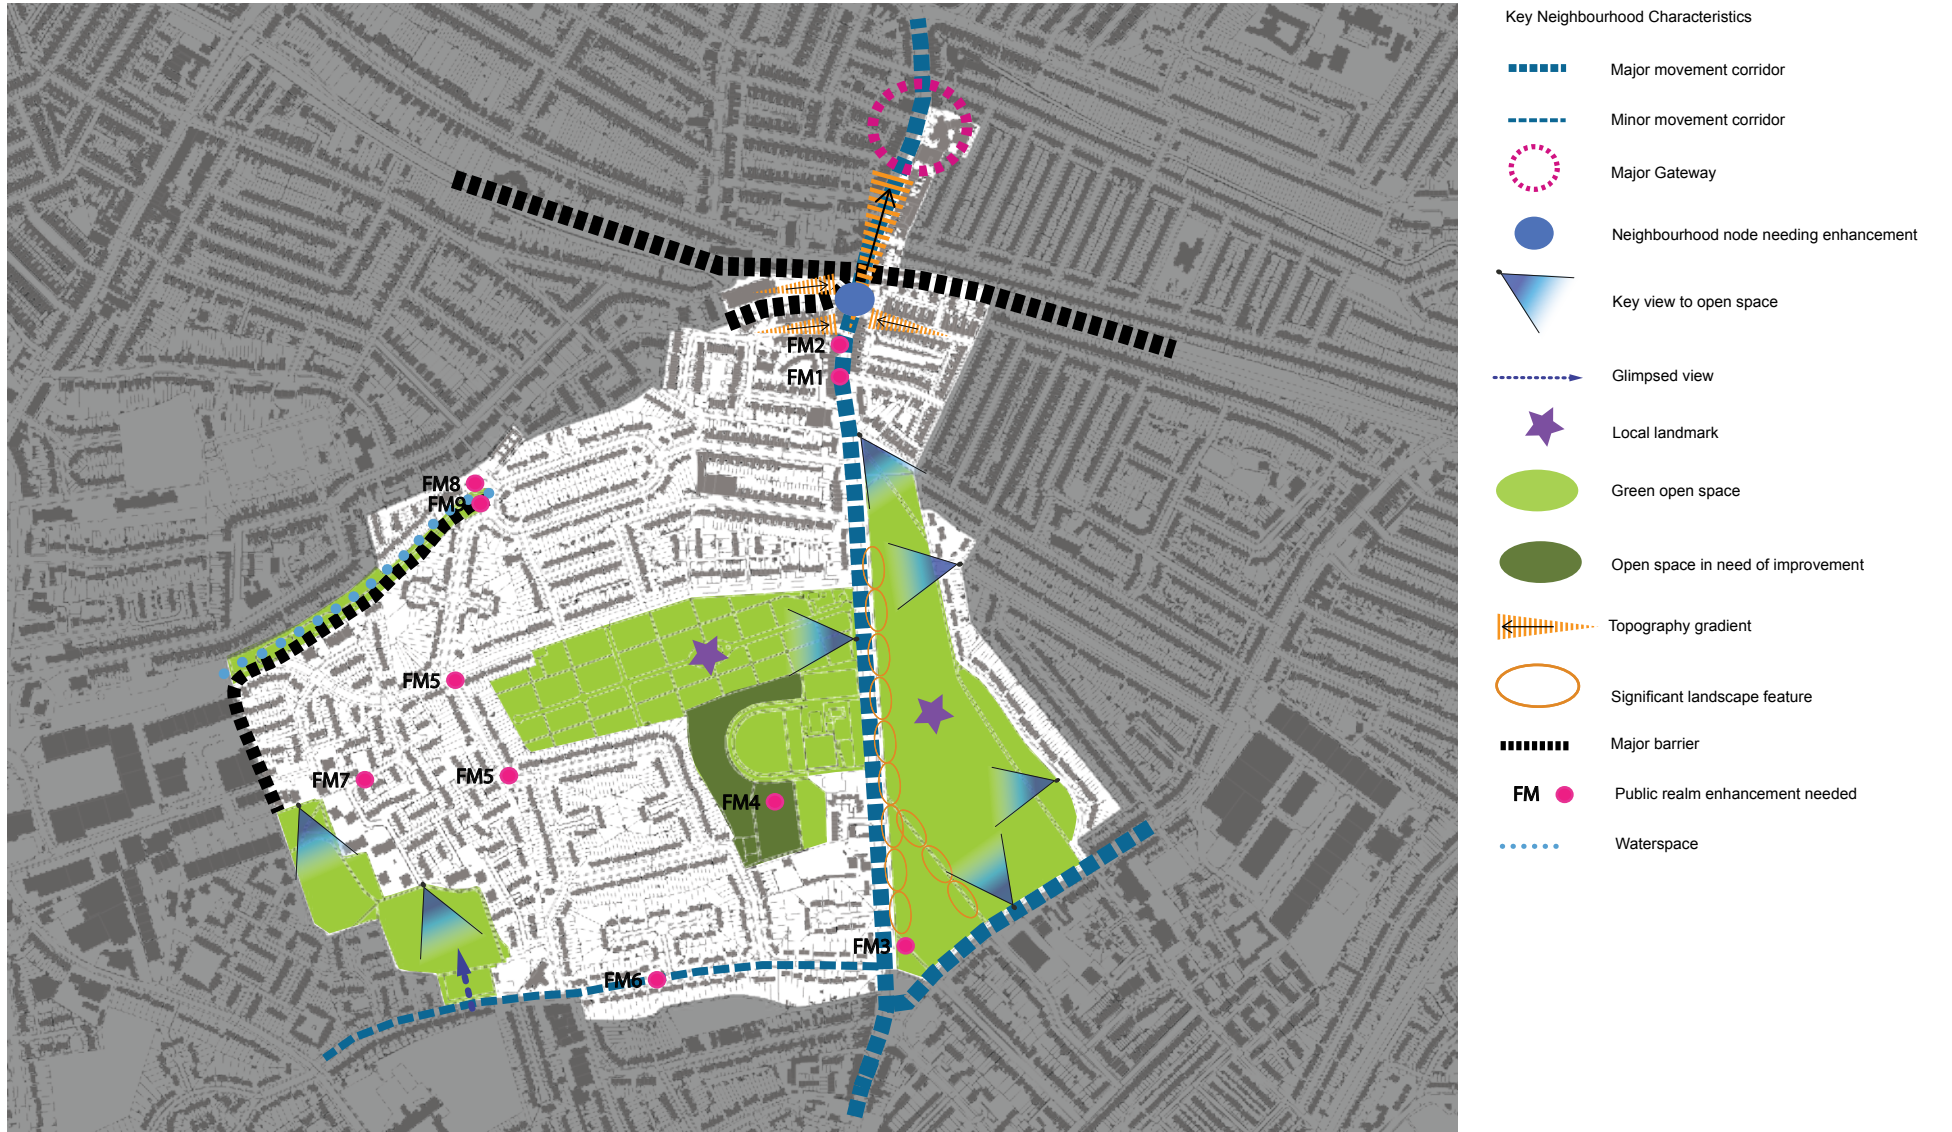 Key Neighbourhood Characteristics
Major movement corridor
Minor movement corridor
Major Gateway
Neighbourhood node needing enhancement
Key view to open space
Glimpsed view
Local landmark
Green open space
Open space in need of improvement
Topography gradient
Significant landscape feature
Major barrier
FM
Public realm enhancement needed
Waterspace
FM2
FM1
FM8
FM9
FM5
FM7
FM5
FM4
FM3
FM6